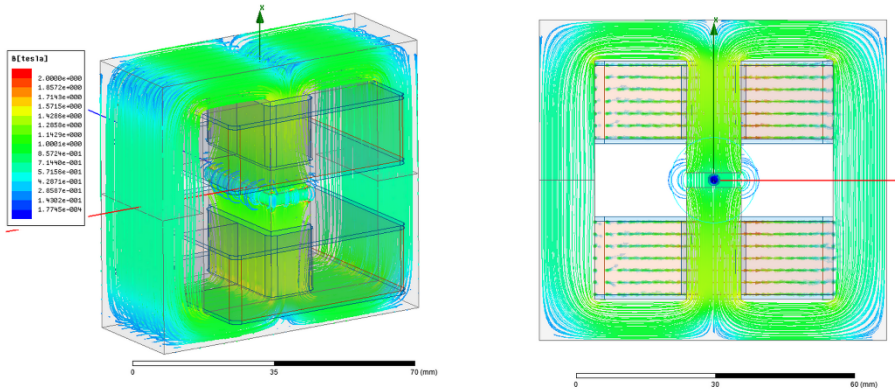 X
B[tesla]
2.0000e+000
1.8572e+000
1.7143e+000
1.5715e+000
1.4286e+000
1.2858e+000
1.1429e+000
1.0001e+000
8.5724e-001
7.1440e-001
5.7156e-001
4.2871e-001
2.8587e-001
1.4302e-001
1.7745e-004
0 35 70 (mm)
X
0 30 60 (mm)